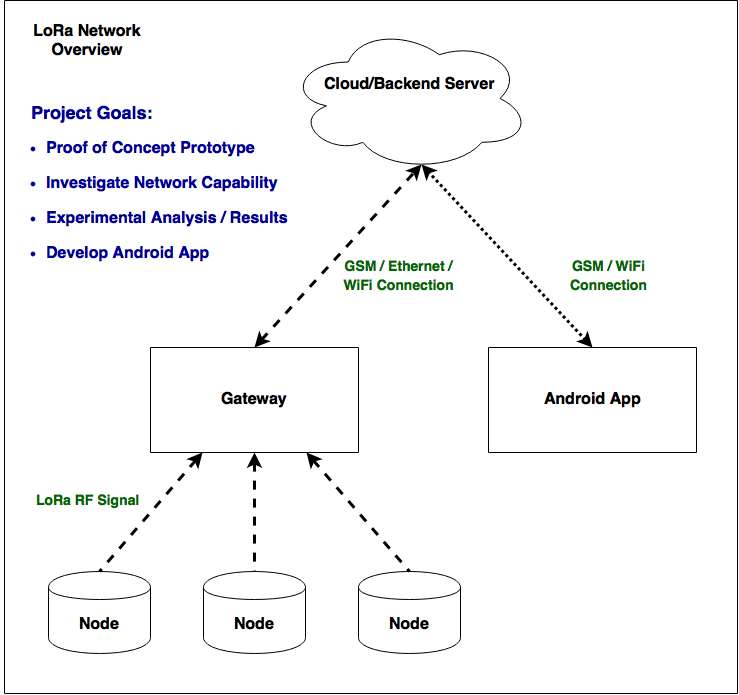 LoRa Network
Overview
Cloud/Backend Server
Project Goals:
• Proof of Concept Prototype
• Investigate Network Capability
• Experimental Analysis / Results
• Develop Android App
GSM / Ethernet /
WiFi Connection
GSM / WiFi
Connection
Gateway
Android App
LoRa RF Signal
Node
Node
Node